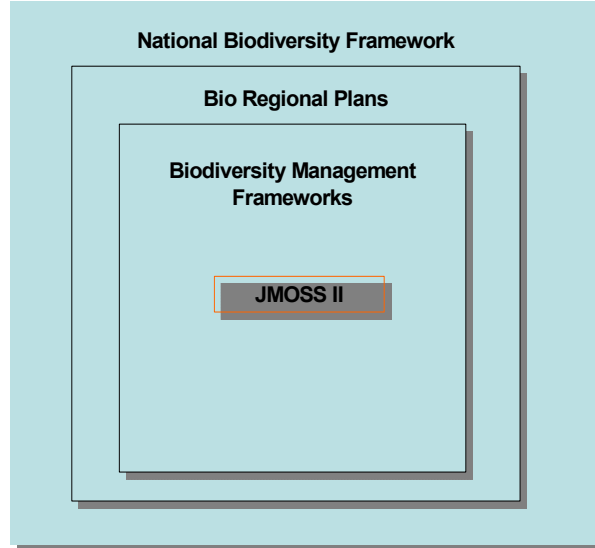 National Biodiversity Framework
Bio Regional Plans
Biodiversity Management
Frameworks
JMOSS II